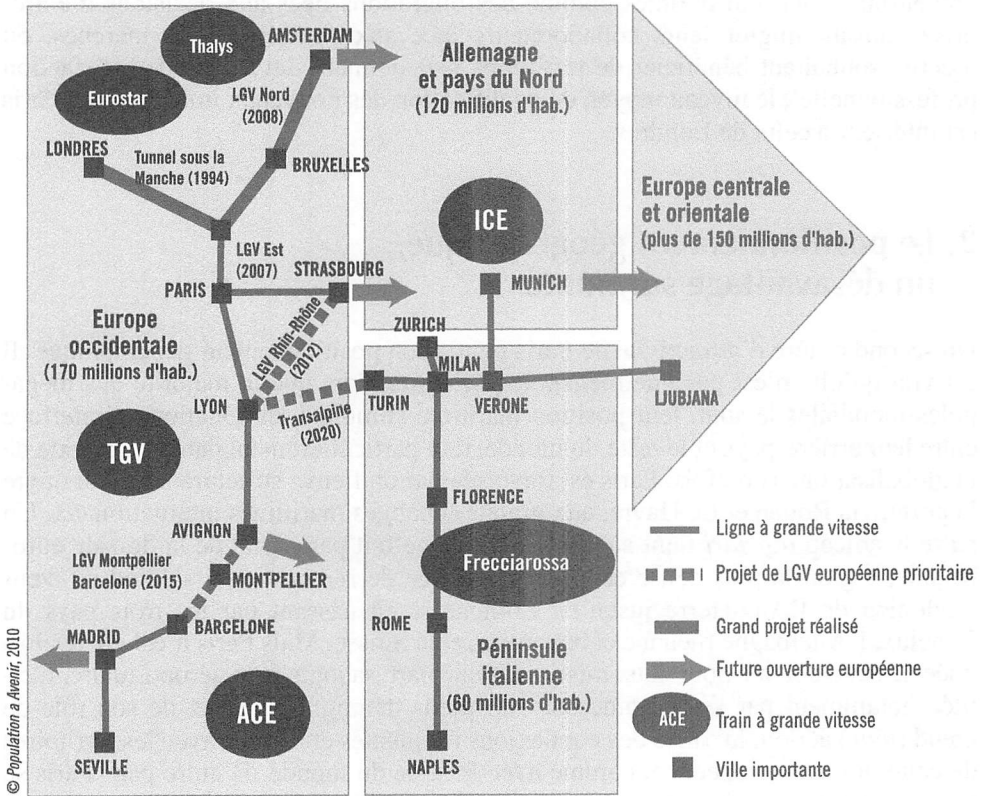 Thalys
AMSTERDAM
Eurostar
LGV Nord
(2008)
Allemagne
et pays du Nord
(120 millions d'hab.)
LONDRES
Tunnel sous la
Manche (1994)
BRUXELLES
ICE
Europe centrale
et orientale
(plus de 150 millions d'hab.)
LGV Est
(2007)
STRASBOURG
PARIS
MUNICH
Europe
occidentale
(170 millions d'hab.)
LGV Rhin-Rhône
(2012)
ZURICH
MILAN
LYON
Transalpine
(2020)
TURIN
VERONE
LJUBJANA
TGV
FLORENCE
AVIGNON
LGV Montpellier
Barcelone (2015)
MONTPELLIER
Frecciarossa
BARCELONE
MADRID
ROME
Péninsule
italienne
(60 millions d'hab.)
ACE
SEVILLE
NAPLES
Ligne à grande vitesse
Projet de LGV européenne prioritaire
Grand projet réalisé
Future ouverture européenne
ACE
Train à grande vitesse
Ville importante
© Population & Avenir, 2010